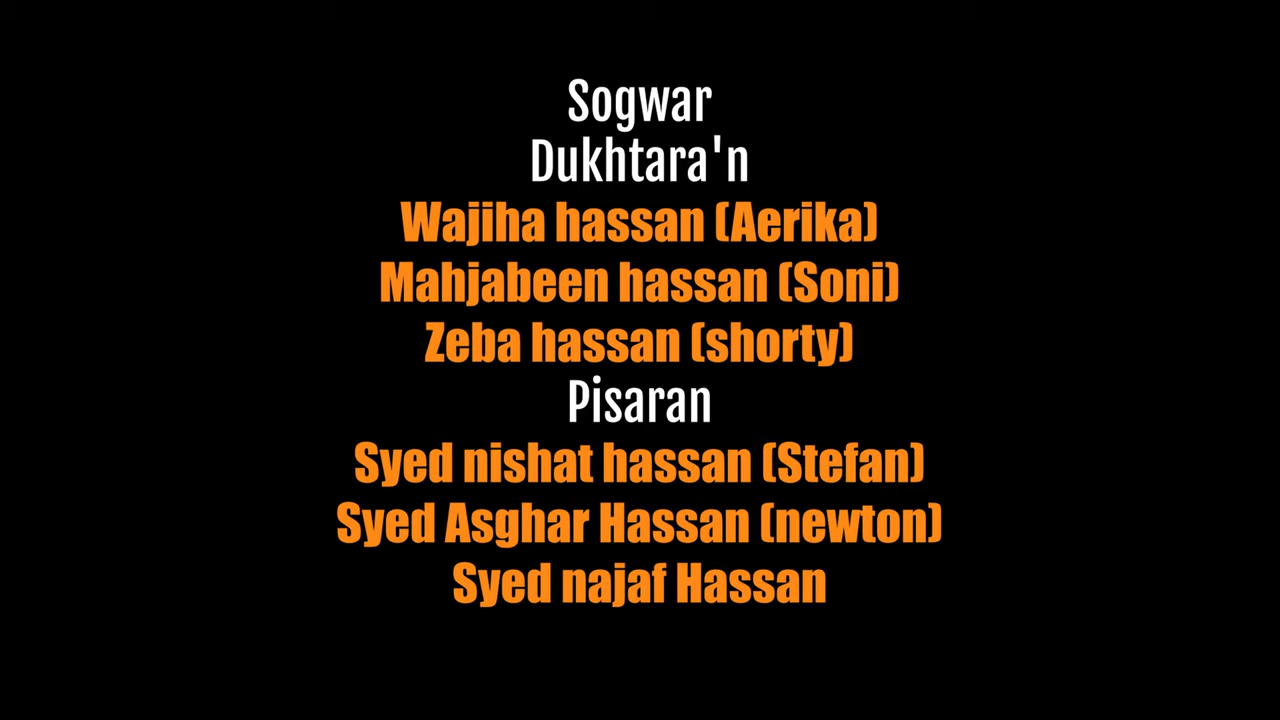 Sogwar
Dukhtara'n
Wajiha hassan (Aerika)
Mahjabeen hassan (Soni)
Zeba hassan (shorty)
Pisaran
Syed nishat hassan (Stefan)
Syed Asghar Hassan (newton)
Syed najaf Hassan